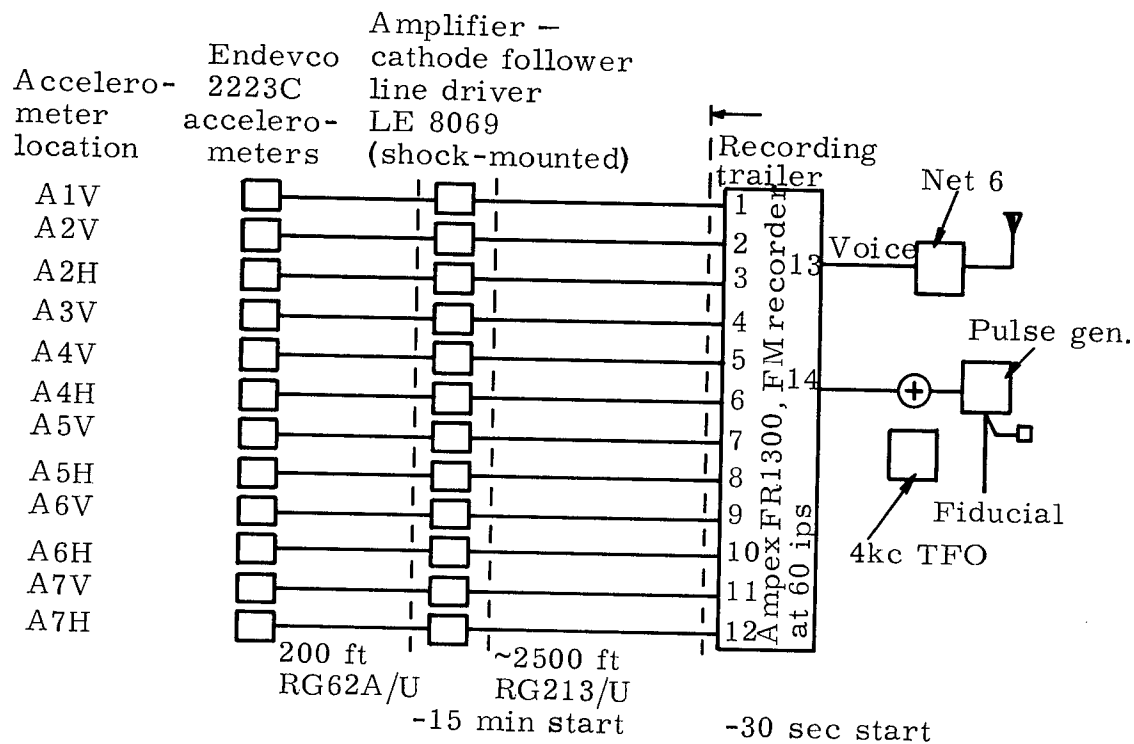 Accelero-
meter
location
Endevco
2223C
accelero-
meters
Amplifier —
cathode follower
line driver
LE 8069
(shock-mounted)
Recording
trailer
A1V
A2V
A2H
A3V
A4V
A4H
A5V
A5H
A6V
A6H
A7V
A7H
1
2
3
4
5
6
7
8
9
10
11
12
Ampex FR1300, FM recorder
at 60 ips
13
14
Voice
Net 6
Pulse gen.
Fiducial
4kc TFO
200 ft
RG62A/U
~2500 ft
RG213/U
-15 min start
-30 sec start